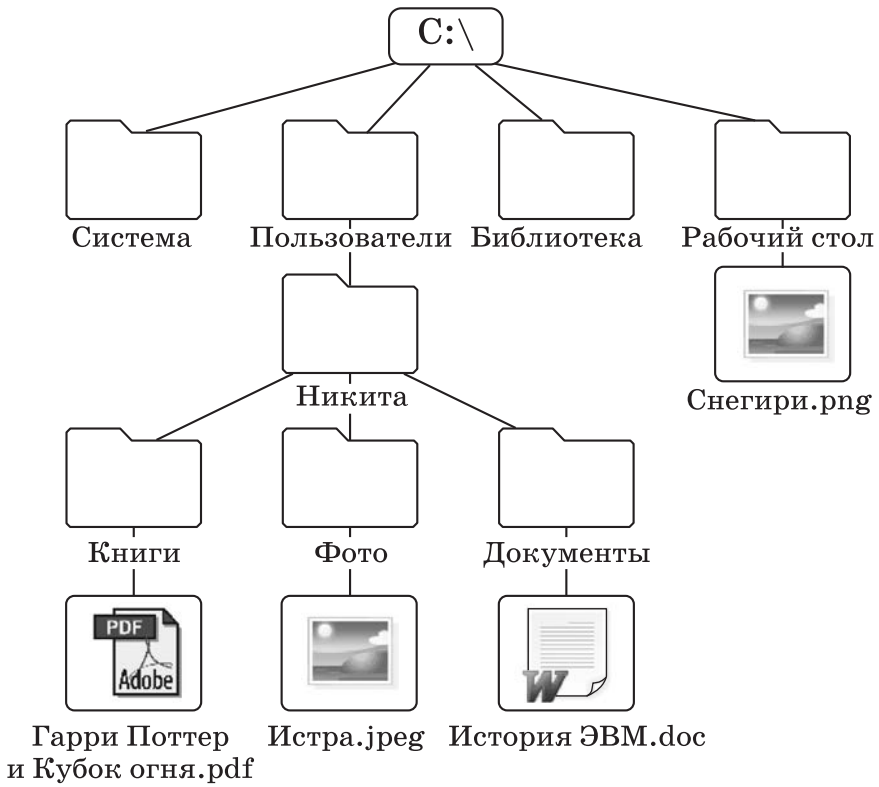 C:\
Система
Пользователи
Библиотека
Рабочий стол
Никита
Снегири.png
Книги
Фото
Документы
PDF
Adobe
W
Гарри Поттер
и Кубок огня.pdf
Истра.jpeg
История ЭВМ.doc